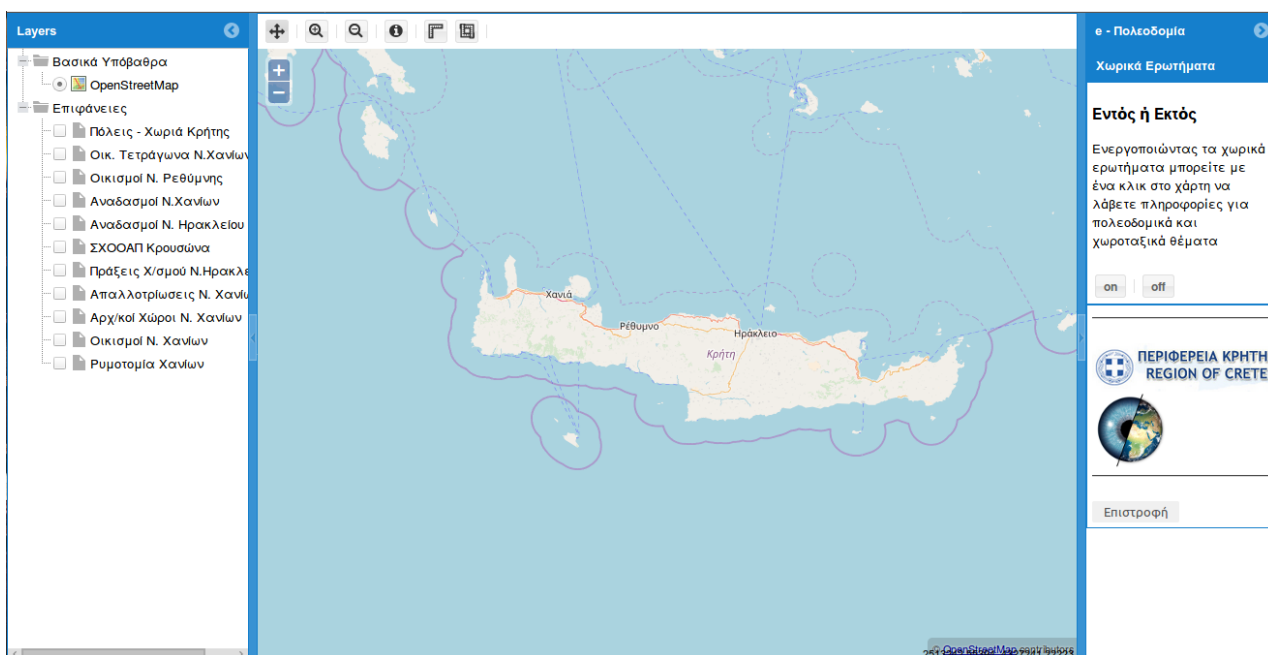 Layers
Βασικά Υπόβαθρα
OpenStreetMap
Επιφάνειες
Πόλεις - Χωριά Κρήτης
Οικ. Τετράγωνα Ν.Χανίων
Οικισμοί Ν. Ρεθύμνης
Αναδασμοί Ν.Χανίων
Αναδασμοί Ν. Ηρακλείου
ΣΧΟΟΑΠ Κρουσώνα
Πράξεις Χ/σμού Ν.Ηρακλε
Απαλλοτριώσεις Ν. Χανίω
Αρχ/κοί Χώροι Ν. Χανίων
Οικισμοί Ν. Χανίων
Ρυμοτομία Χανίων
Χανιά
Ρέθυμνο
Ηράκλειο
Κρήτη
© OpenStreetMap contributors
e - Πολεοδομία
Χωρικά Ερωτήματα
Εντός ή Εκτός
Ενεργοποιώντας τα χωρικά
ερωτήματα μπορείτε με
ένα κλικ στο χάρτη να
λάβετε πληροφορίες για
πολεοδομικά και
χωροταξικά θέματα
on off
ΠΕΡΙΦΕΡΕΙΑ ΚΡΗΤΗ
REGION OF CRETE
Επιστροφή